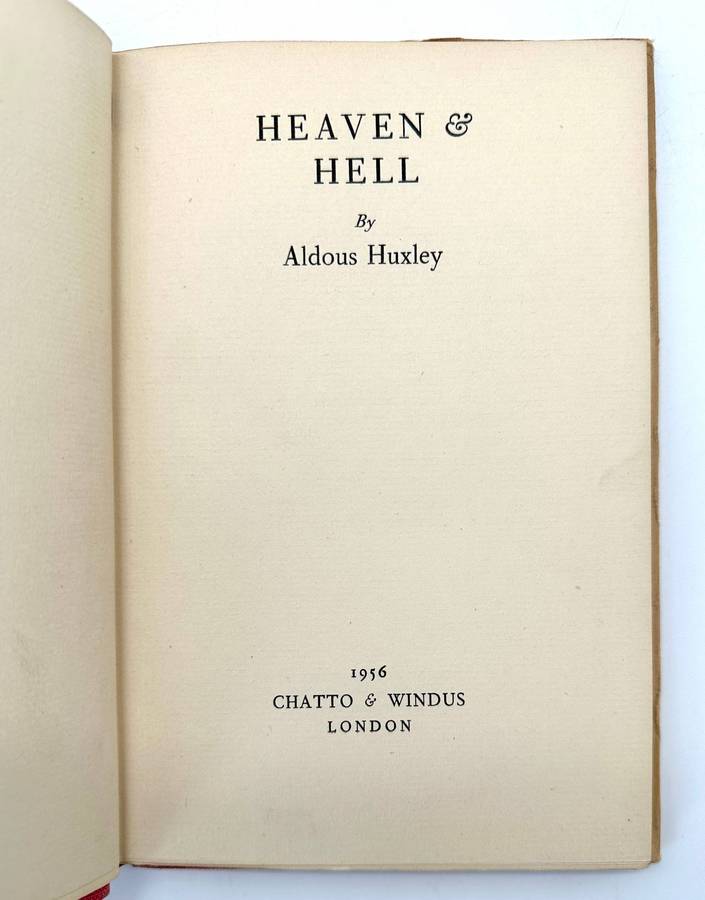 HEAVEN &
HELL
By
Aldous Huxley
1956
CHATTO & WINDUS
LONDON